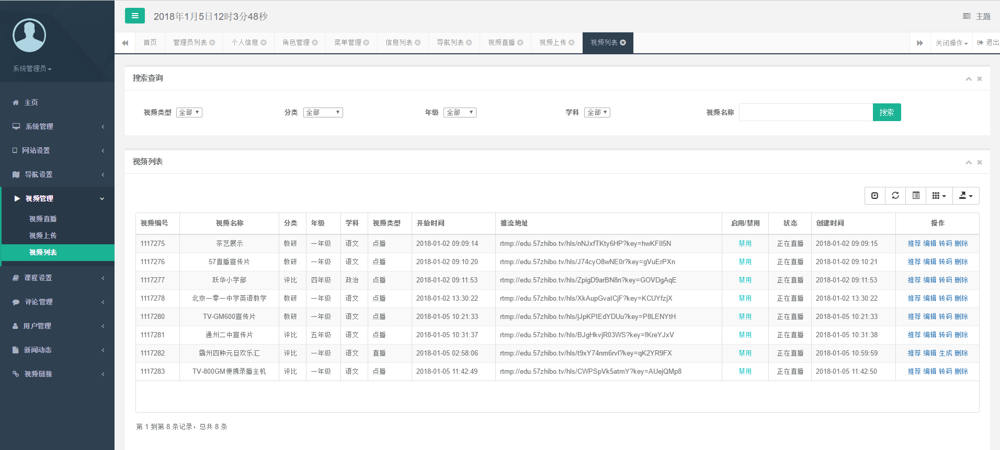 2018年1月5日12时3分48秒
主题
首页 管理员列表 个人信息 角色管理 菜单管理 信息列表 导航列表 视频直播 视频上传 视频列表 关闭操作 退出
系统管理员
主页
系统管理
网站设置
导航设置
视频管理
视频直播
视频上传
视频列表
课程设置
评论管理
用户管理
新闻动态
视频链接
搜索查询
视频类型 全部 分类 全部 年级 全部 学科 全部 视频名称 搜索
视频列表
视频编号 视频名称 分类 年级 学科 视频类型 开始时间 推流地址 启用/禁用 状态 创建时间 操作
1117275 茶艺展示 教研 一年级 语文 点播 2018-01-02 09:09:14 rtmp://edu.57zhibo.tv/hls/nNJxfTKty6HP?key=hwKFIl5N 禁用 正在直播 2018-01-02 09:09:15 推荐 编辑 转码 删除
1117276 57直播宣传片 教研 一年级 语文 点播 2018-01-02 09:10:20 rtmp://edu.57zhibo.tv/hls/J74cyO8wNE0r?key=gVuErPXn 禁用 正在直播 2018-01-02 09:10:21 推荐 编辑 转码 删除
1117277 跃华小学部 评比 四年级 政治 点播 2018-01-02 09:11:53 rtmp://edu.57zhibo.tv/hls/ZpigD9arBN8n?key=GOVDgAqE 禁用 正在直播 2018-01-02 09:11:53 推荐 编辑 转码 删除
1117278 北京一零一中学英语教学 教研 一年级 语文 点播 2018-01-02 13:30:22 rtmp://edu.57zhibo.tv/hls/XkAupGvaICjF?key=KCUYfzjX 禁用 正在直播 2018-01-02 13:30:22 推荐 编辑 转码 删除
1117280 TV-GM600宣传片 教研 一年级 语文 点播 2018-01-05 10:21:33 rtmp://edu.57zhibo.tv/hls/jJpKPIEdYDUu?key=P8LENYtH 禁用 正在直播 2018-01-05 10:21:33 推荐 编辑 转码 删除
1117281 通州二中宣传片 评比 五年级 语文 点播 2018-01-05 10:31:37 rtmp://edu.57zhibo.tv/hls/BJgHkvjR03WS?key=fKreYJxV 禁用 正在直播 2018-01-05 10:31:38 推荐 编辑 转码 删除
1117282 霸州四种元旦欢乐汇 评比 一年级 语文 直播 2018-01-05 02:58:06 rtmp://edu.57zhibo.tv/hls/t9xY74nm6rvI?key=qK2YR9FX 禁用 正在直播 2018-01-05 10:59:59 推荐 编辑 生成 删除
1117283 TV-800GM便携录播主机 评比 一年级 语文 点播 2018-01-05 11:42:49 rtmp://edu.57zhibo.tv/hls/CWPSpVk5atmY?key=AUejQMp8 禁用 正在直播 2018-01-05 11:42:50 推荐 编辑 转码 删除
第 1 到第 8 条记录，总共 8 条